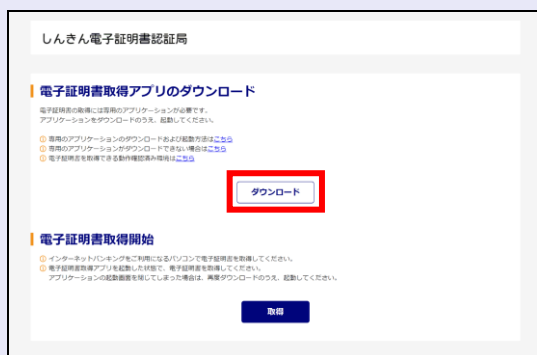 しんきん電子証明書認証局
電子証明書取得アプリのダウンロード
電子証明書の取得には専用のアプリケーションが必要です。
アプリケーションをダウンロードのうえ、起動してください。
専用のアプリケーションのダウンロードおよび起動方法はこちら
専用のアプリケーションがダウンロードできない場合はこちら
電子証明書を取得できる動作確認済み環境はこちら
ダウンロード
電子証明書取得開始
インターネットバンキングをご利用になるパソコンで電子証明書を取得してください。
電子証明書取得アプリを起動した状態で、電子証明書を取得してください。
アプリケーションの起動画面を閉じてしまった場合は、再度ダウンロードのうえ、起動してください。
取得